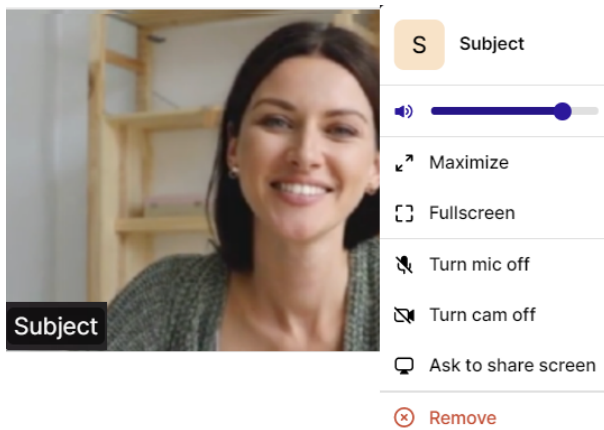 S
Subject
Maximize
Fullscreen
Turn mic off
Turn cam off
Subject
Ask to share screen
Remove